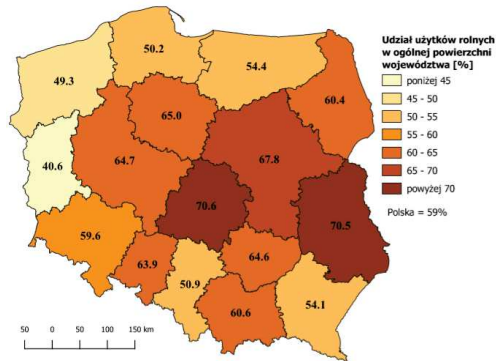 50.2
49.3
54.4
60.4
65.0
40.6
64.7
67.8
70.6
70.5
59.6
63.9
50.9
64.6
60.6
54.1
Udział użytków rolnych
w ogólnej powierzchni
województwa [%]
poniżej 45
45 - 50
50 - 55
55 - 60
60 - 65
65 - 70
powyżej 70
Polska = 59%
50 0 50 100 150 km